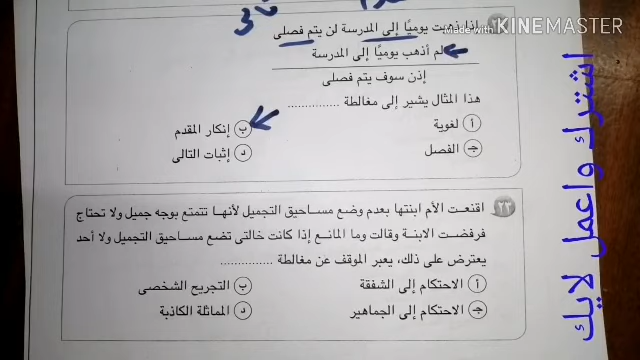 KINEMASTER
Made with
إذا ذهبت يوميًا إلى المدرسة لن يتم فصلى
لم أذهب يوميًا إلى المدرسة
إذن سوف يتم فصلى
هذا المثال يشير إلى مغالطة ...............
أ لغوية
ب إنكار المقدم
جـ الفصل
د إثبات التالى
٢٣ اقنعت الأم ابنتها بعدم وضع مساحيق التجميل لأنها تتمتع بوجه جميل ولا تحتاج
فرفضت الابنة وقالت وما المانع إذا كانت خالتى تضع مساحيق التجميل ولا أحد
يعترض على ذلك، يعبر الموقف عن مغالطة ...............
أ الاحتكام إلى الشفقة
ب التجريح الشخصى
جـ الاحتكام إلى الجماهير
د المماثلة الكاذبة
اشترك واعمل لايك